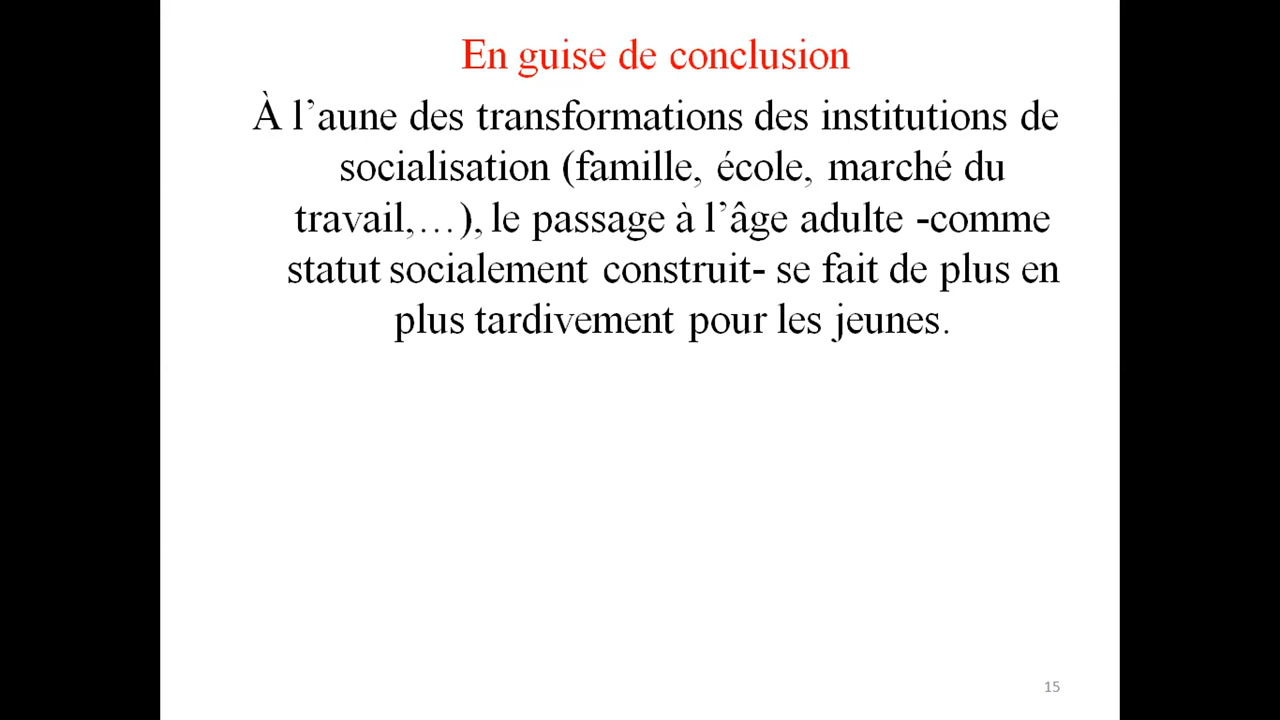 En guise de conclusion
À l’aune des transformations des institutions de
socialisation (famille, école, marché du
travail,…), le passage à l’âge adulte -comme
statut socialement construit- se fait de plus en
plus tardivement pour les jeunes.
15